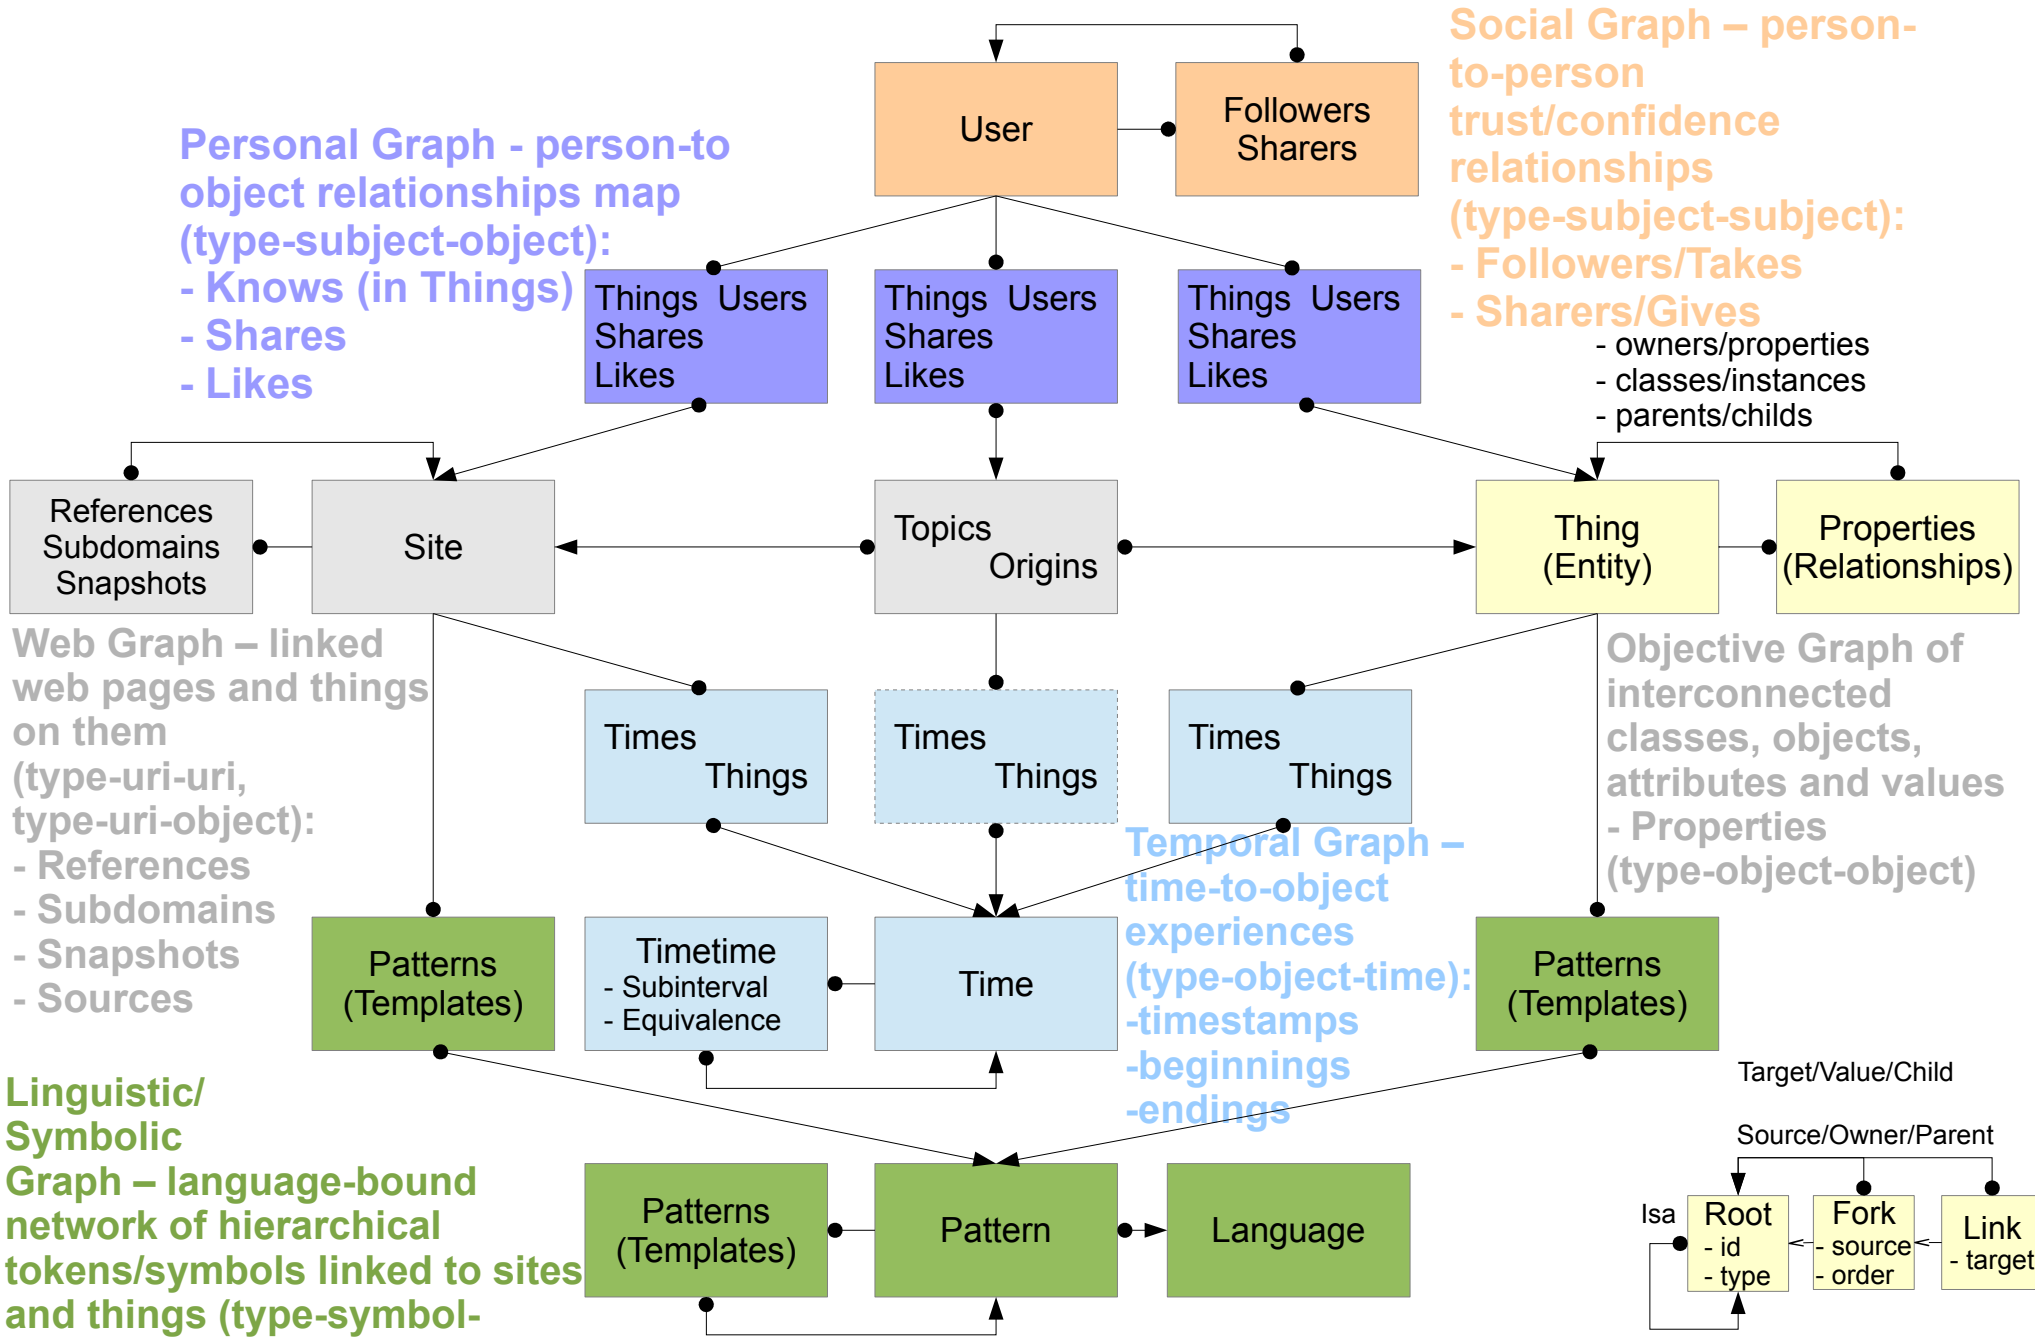 Social Graph – person-
to-person
trust/confidence
relationships
(type-subject-subject):
- Followers/Takes
- Sharers/Gives
User
Followers
Sharers
Personal Graph - person-to
object relationships map
(type-subject-object):
- Knows (in Things)
- Shares
- Likes
Things Users
Shares
Likes
Things Users
Shares
Likes
Things Users
Shares
Likes
- owners/properties
- classes/instances
- parents/childs
References
Subdomains
Snapshots
Site
Topics
Origins
Thing
(Entity)
Properties
(Relationships)
Web Graph – linked
web pages and things
on them
(type-uri-uri,
type-uri-object):
- References
- Subdomains
- Snapshots
- Sources
Times
Things
Times
Things
Times
Things
Objective Graph of
interconnected
classes, objects,
attributes and values
- Properties
(type-object-object)
Temporal Graph –
time-to-object
experiences
(type-object-time):
-timestamps
-beginnings
-endings
Patterns
(Templates)
Timetime
- Subinterval
- Equivalence
Time
Patterns
(Templates)
Linguistic/
Symbolic
Graph – language-bound
network of hierarchical
tokens/symbols linked to sites
and things (type-symbol-
Patterns
(Templates)
Pattern
Language
Target/Value/Child
Source/Owner/Parent
Isa
Root
- id
- type
Fork
- source
- order
Link
- target